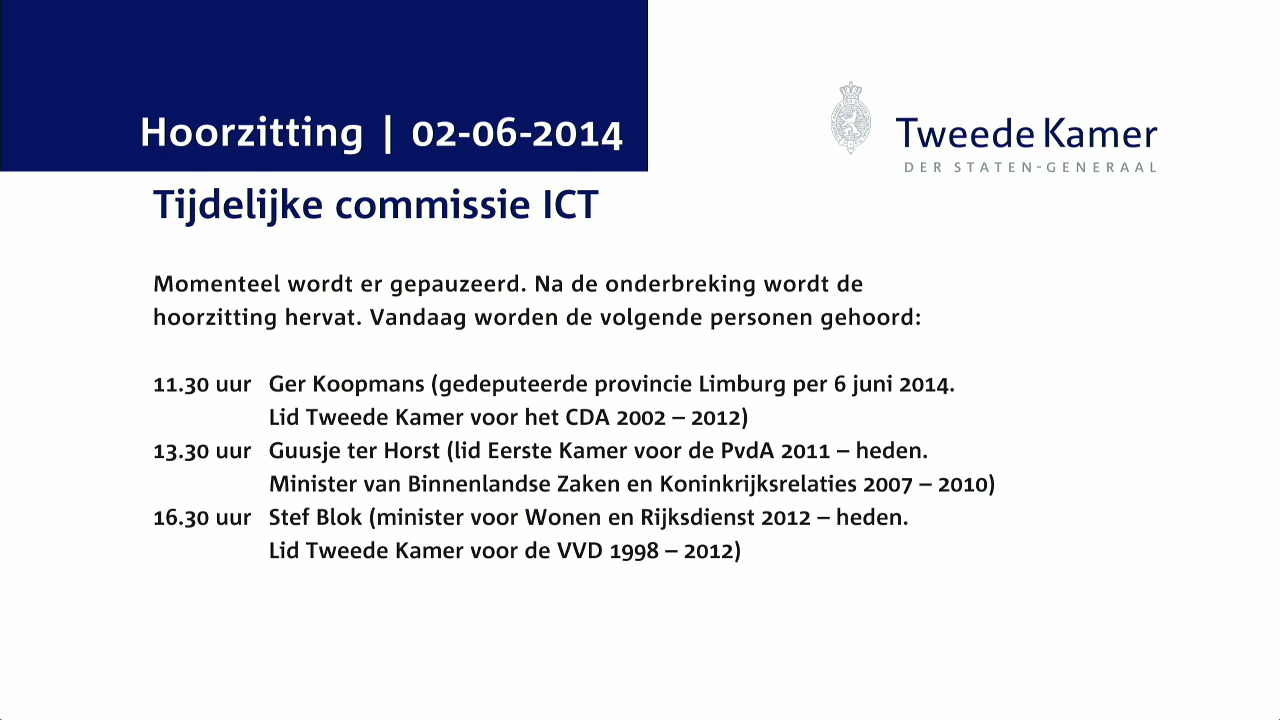 Hoorzitting | 02-06-2014
Tweede Kamer
DER STATEN-GENERAAL
Tijdelijke commissie ICT
Momenteel wordt er gepauzeerd. Na de onderbreking wordt de
hoorzitting hervat. Vandaag worden de volgende personen gehoord:
11.30 uur Ger Koopmans (gedeputeerde provincie Limburg per 6 juni 2014.
Lid Tweede Kamer voor het CDA 2002 – 2012)
13.30 uur Guusje ter Horst (lid Eerste Kamer voor de PvdA 2011 – heden.
Minister van Binnenlandse Zaken en Koninkrijksrelaties 2007 – 2010)
16.30 uur Stef Blok (minister voor Wonen en Rijksdienst 2012 – heden.
Lid Tweede Kamer voor de VVD 1998 – 2012)